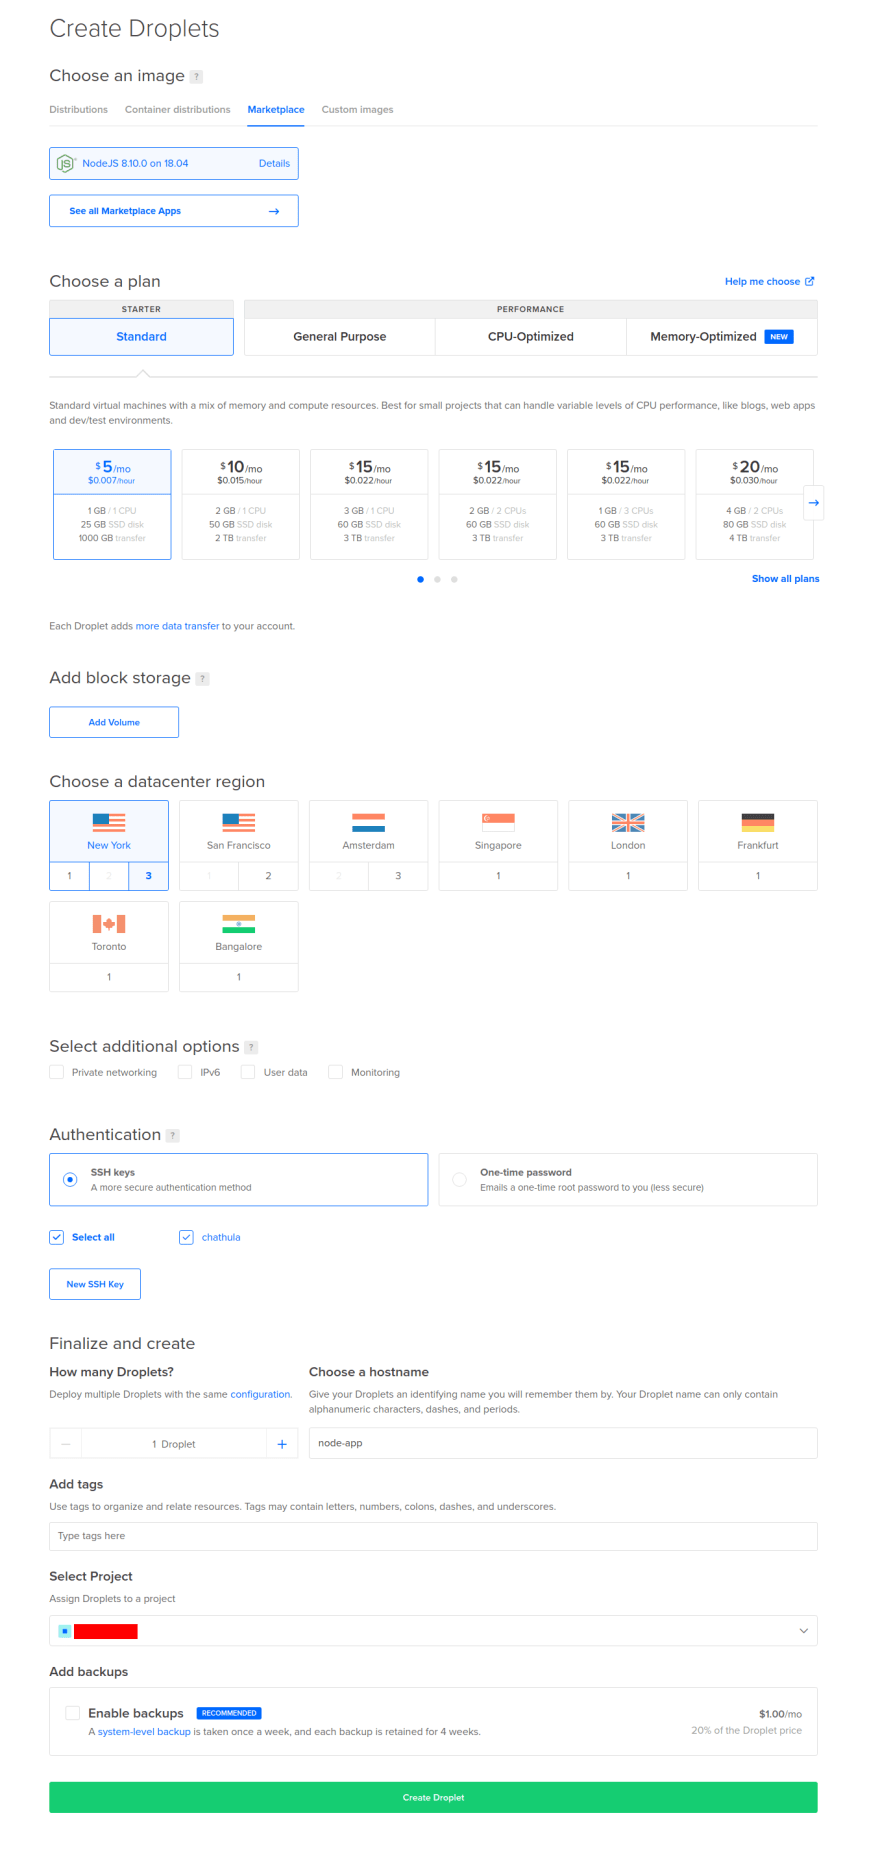 Create Droplets
Choose an image ?
Distributions Container distributions Marketplace Custom images
JS NodeJS 8.10.0 on 18.04 Details
See all Marketplace Apps →
Choose a plan Help me choose
STARTER PERFORMANCE
Standard General Purpose CPU-Optimized Memory-Optimized NEW
Standard virtual machines with a mix of memory and compute resources. Best for small projects that can handle variable levels of CPU performance, like blogs, web apps
and dev/test environments.
$5/mo $10/mo $15/mo $15/mo $15/mo $20/mo
$0.007/hour $0.015/hour $0.022/hour $0.022/hour $0.022/hour $0.030/hour
1 GB / 1 CPU 2 GB / 1 CPU 3 GB / 1 CPU 2 GB / 2 CPUs 1 GB / 3 CPUs 4 GB / 2 CPUs
25 GB SSD disk 50 GB SSD disk 60 GB SSD disk 60 GB SSD disk 60 GB SSD disk 80 GB SSD disk
1000 GB transfer 2 TB transfer 3 TB transfer 3 TB transfer 3 TB transfer 4 TB transfer
Show all plans
Each Droplet adds more data transfer to your account.
Add block storage ?
Add Volume
Choose a datacenter region
New York San Francisco Amsterdam Singapore London Frankfurt
1 2 3 1 2 2 3 1 1 1
Toronto Bangalore
1 1
Select additional options ?
Private networking IPv6 User data Monitoring
Authentication ?
SSH keys One-time password
A more secure authentication method Emails a one-time root password to you (less secure)
Select all chathula
New SSH Key
Finalize and create
How many Droplets? Choose a hostname
Deploy multiple Droplets with the same configuration. Give your Droplets an identifying name you will remember them by. Your Droplet name can only contain
alphanumeric characters, dashes, and periods.
− 1 Droplet + node-app
Add tags
Use tags to organize and relate resources. Tags may contain letters, numbers, colons, dashes, and underscores.
Type tags here
Select Project
Assign Droplets to a project
Add backups
Enable backups RECOMMENDED $1.00/mo
A system-level backup is taken once a week, and each backup is retained for 4 weeks. 20% of the Droplet price
Create Droplet